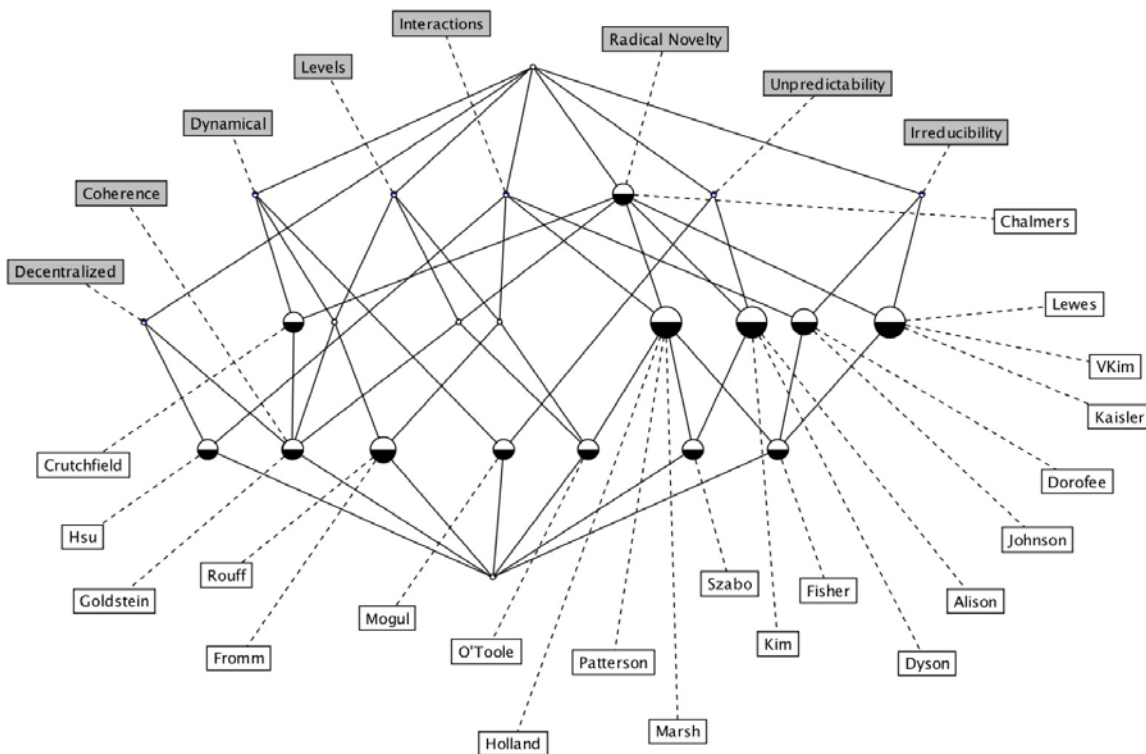 Interactions
Radical Novelty
Levels
Unpredictability
Dynamical
Irreducibility
Coherence
Chalmers
Decentralized
Lewes
VKim
Kaisler
Crutchfield
Dorofee
Hsu
Johnson
Rouff
Szabo
Fisher
Goldstein
Alison
Mogul
Kim
O'Toole
Fromm
Patterson
Dyson
Marsh
Holland